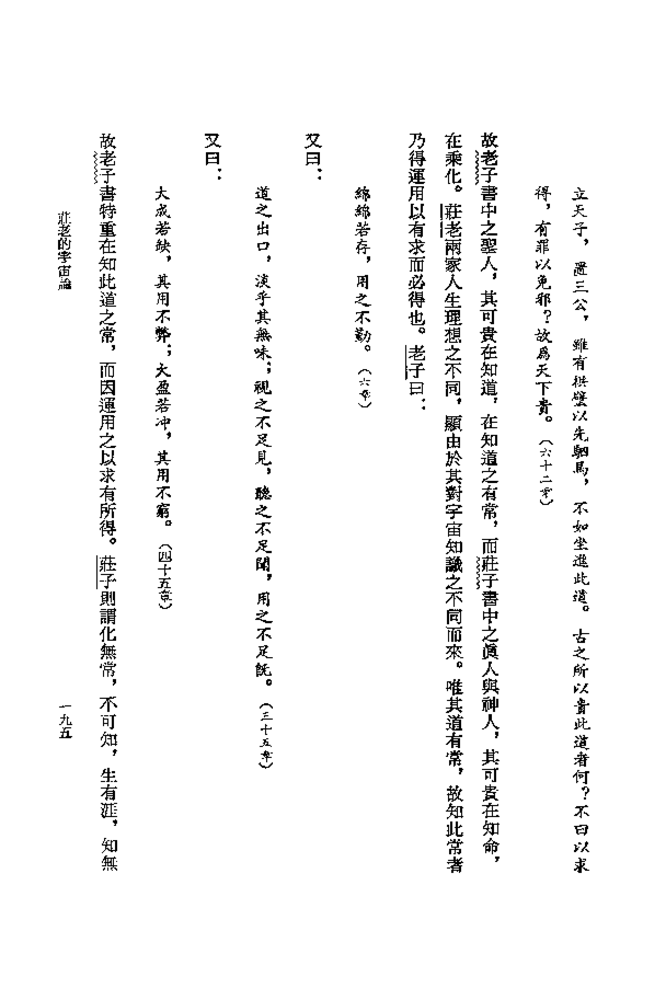 立天子，置三公，雖有拱璧以先駟馬，不如坐進此道。古之所以貴此道者何？不曰以求
得，有罪以免邪？故爲天下貴。（六十二章）
故老子書中之聖人，其可貴在知道，在知道之有常，而莊子書中之眞人與神人，其可貴在知命，
在乘化。莊老兩家人生理想之不同，顯由於其對宇宙知識之不同而來。唯其道有常，故知此常者
乃得運用以有求而必得也。老子曰：
綿綿若存，用之不勤。（六章）
又曰：
道之出口，淡乎其無味；視之不足見，聽之不足聞，用之不足旣。（三十五章）
又曰：
大成若缺，其用不弊；大盈若冲，其用不窮。（四十五章）
故老子書特重在知此道之常，而因運用之以求有所得。莊子則謂化無常，不可知，生有涯，知無
莊老的宇宙論
一九五